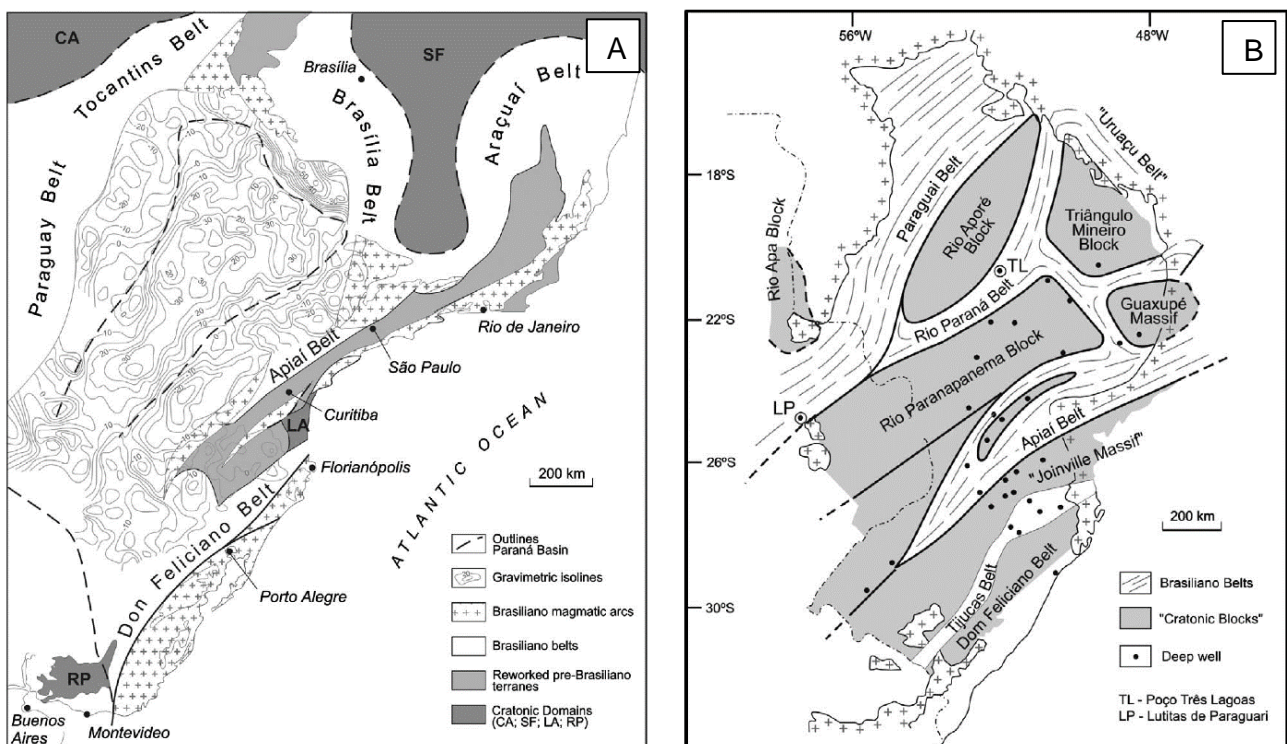 A
CA
SF
Tocantins Belt
Brasília
Brasília Belt
Araçuaí Belt
Paraguay Belt
Rio de Janeiro
São Paulo
Apiaí Belt
Curitiba
LA
Florianópolis
ATLANTIC OCEAN
200 km
Don Feliciano Belt
Porto Alegre
RP
Buenos
Aires
Montevideo
Outlines
Paraná Basin
Gravimetric isolines
Brasiliano magmatic arcs
Brasiliano belts
Reworked pre-Brasiliano
terranes
Cratonic Domains
(CA; SF; LA; RP)
B
56°W
48°W
18°S
22°S
26°S
30°S
"Uruaçu Belt"
Paraguai Belt
Rio Aporé
Block
Triângulo
Mineiro
Block
Rio Apa Block
TL
Rio Paraná Belt
Guaxupé
Massif
Rio Paranapanema Block
LP
Apiaí Belt
"Joinville Massif"
Tijucas Belt
Dom Feliciano Belt
200 km
Brasiliano Belts
"Cratonic Blocks"
Deep well
TL - Poço Três Lagoas
LP - Lutitas de Paraguari